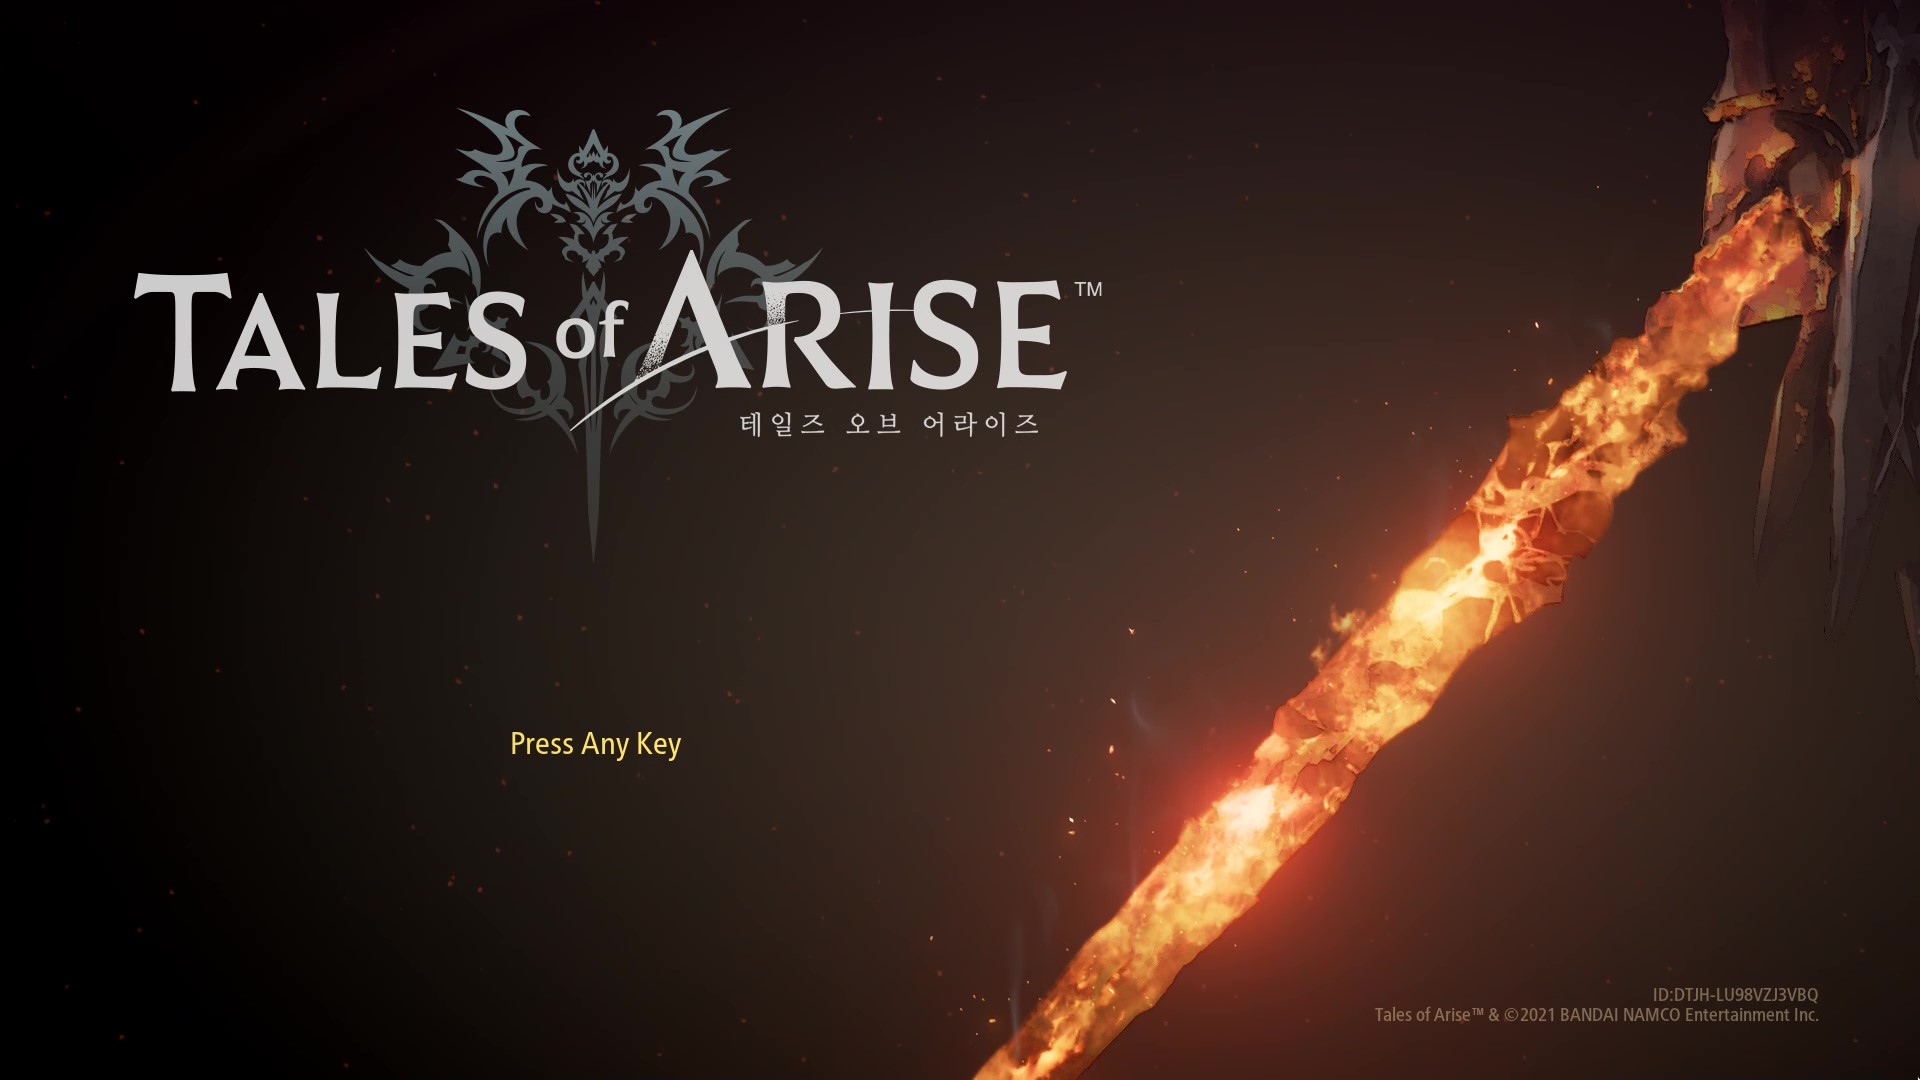 TALES of ARISE™
테일즈 오브 어라이즈
Press Any Key
ID:DTJH-LU98VZJ3VBQ
Tales of Arise™ & ©2021 BANDAI NAMCO Entertainment Inc.